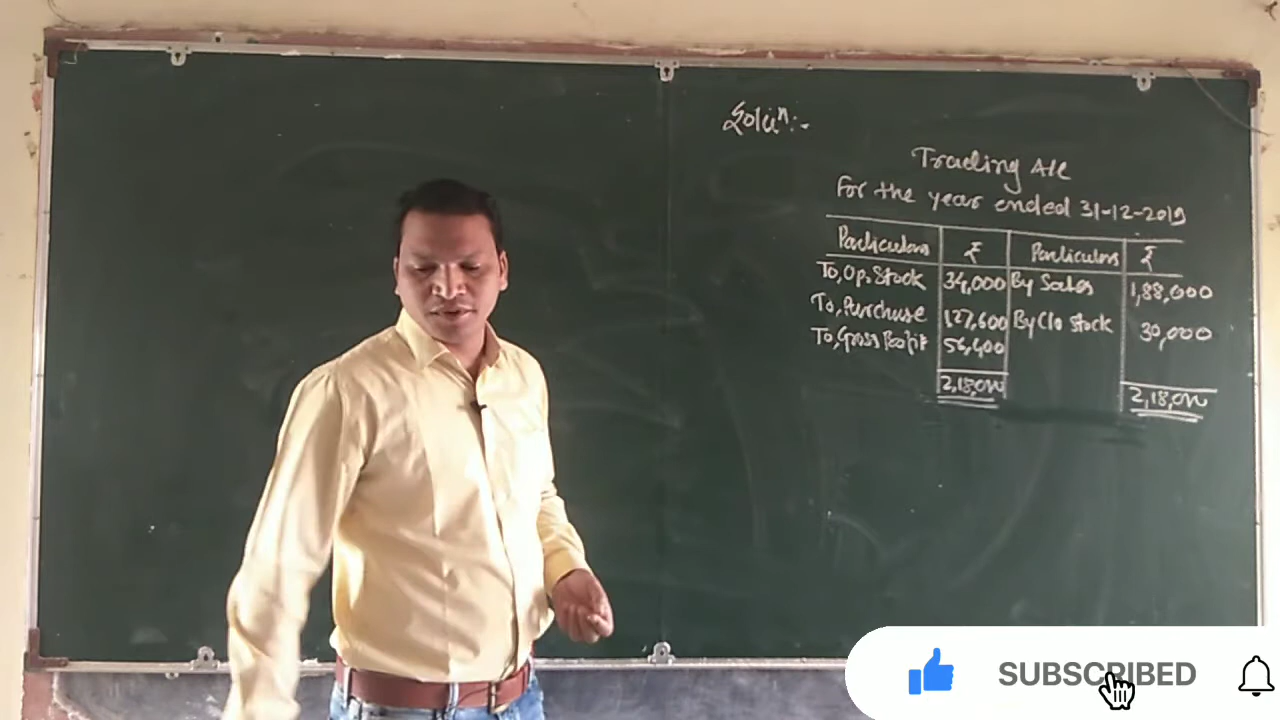 Soluⁿ:-
Trading A/c
For the year ended 31-12-2019
Particulars ₹ Particulars ₹
To, Op. Stock 34,000 By Sales 1,88,000
To, Purchase 127,600 By Clo Stock 30,000
To, Gross Profit 56,400
2,18,000 2,18,000
SUBSCRIBED